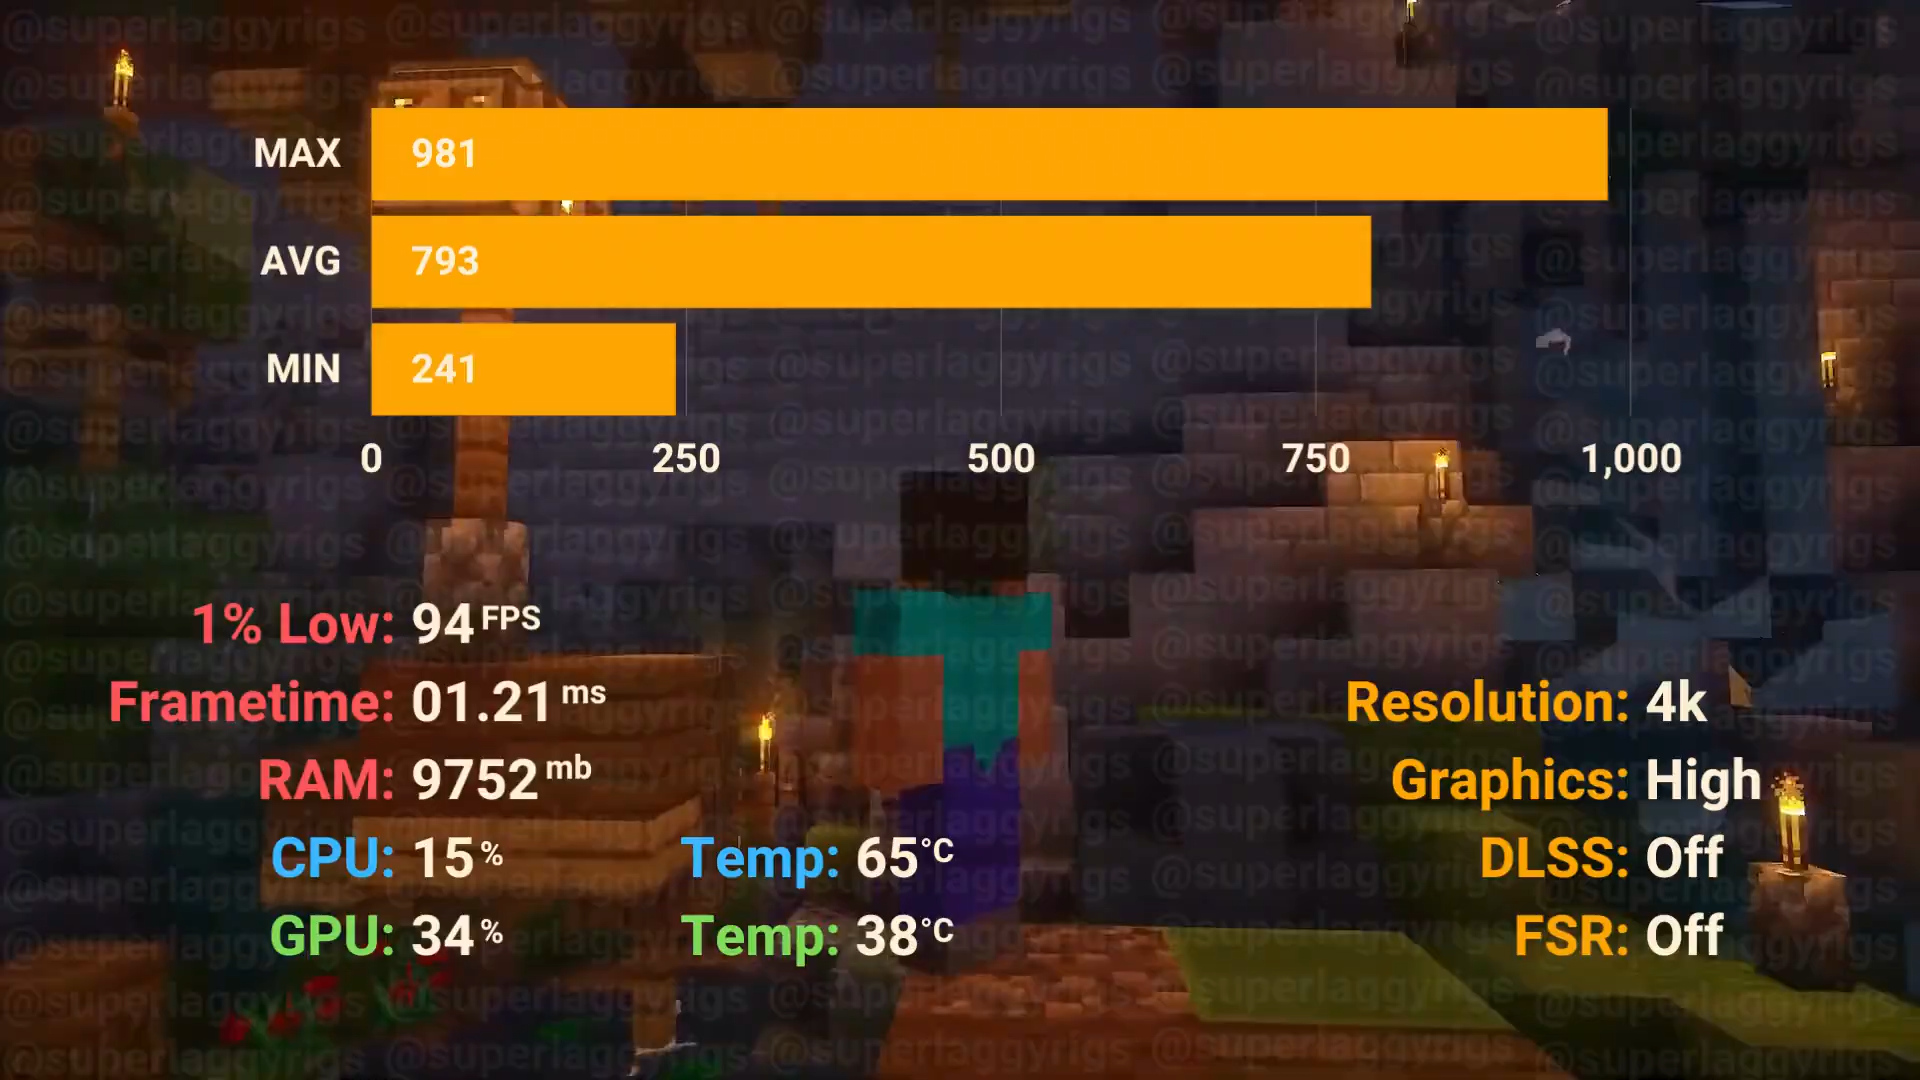 MAX 981
AVG 793
MIN 241
0 250 500 750 1,000
1% Low: 94 FPS
Frametime: 01.21 ms
RAM: 9752 mb
CPU: 15 % Temp: 65 °C
GPU: 34 % Temp: 38 °C
Resolution: 4k
Graphics: High
DLSS: Off
FSR: Off
@superlaggyrigs